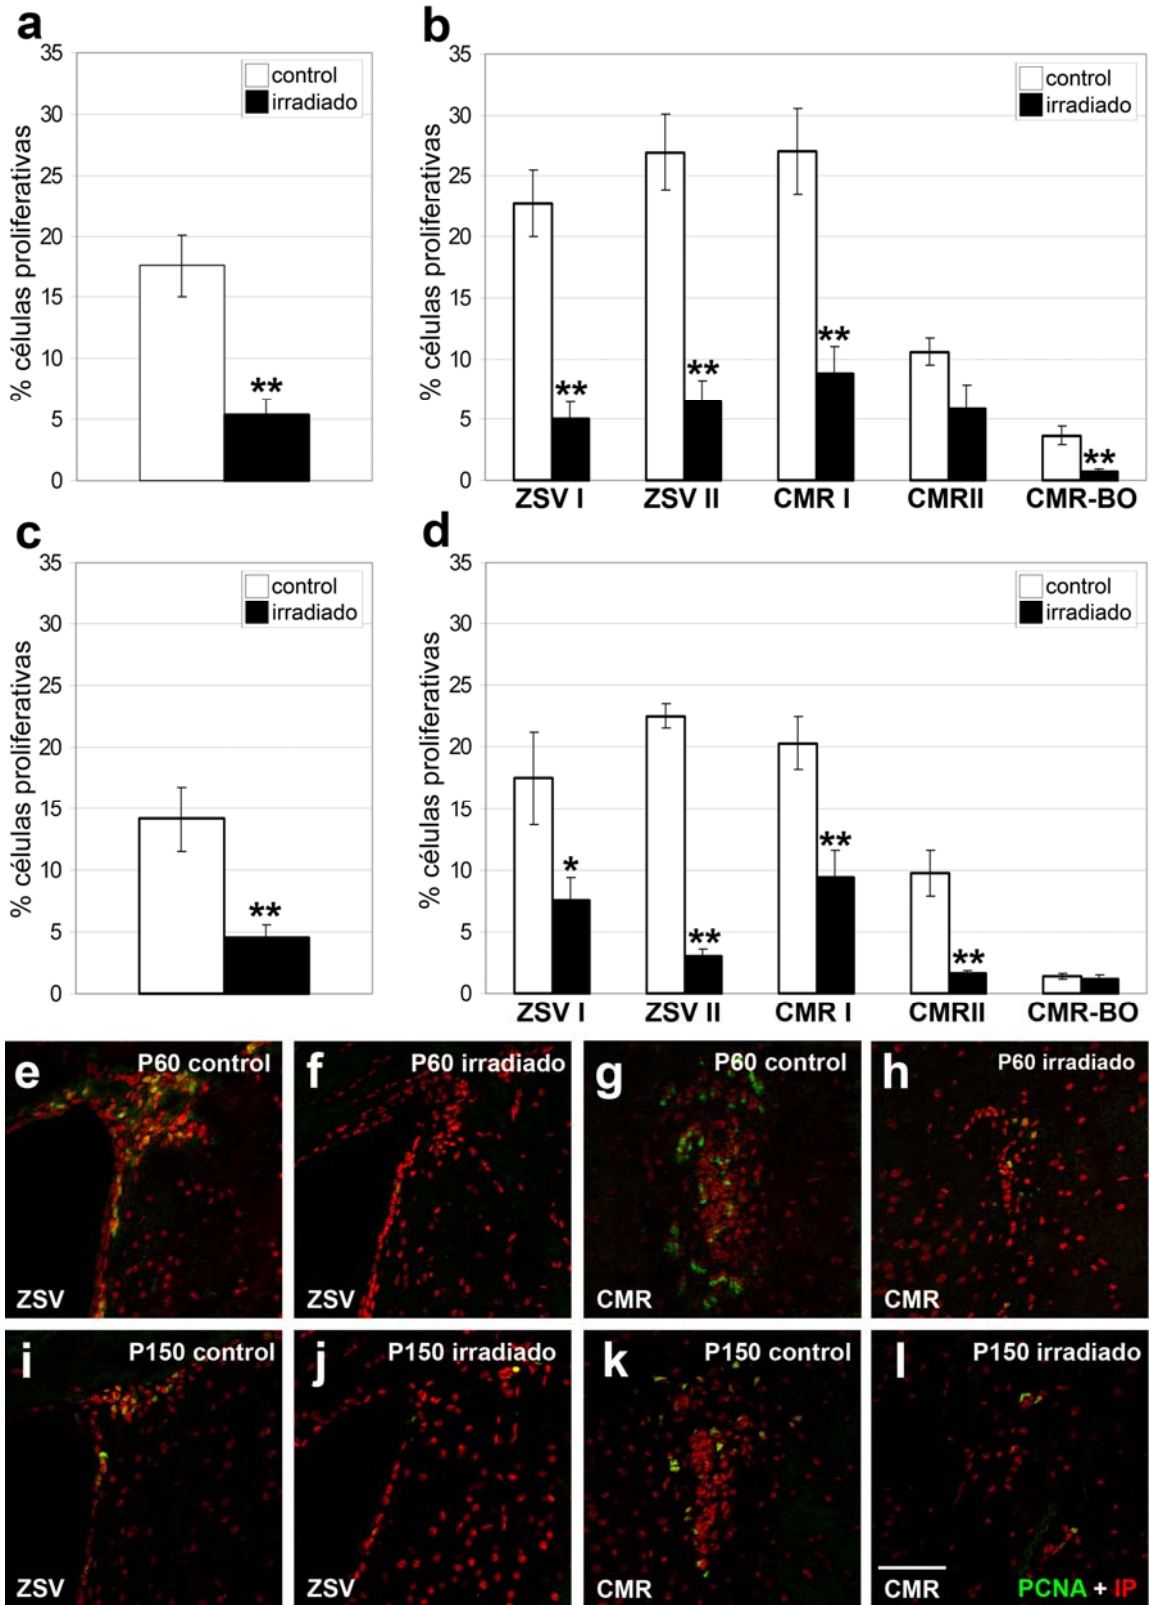 a
35
30
25
20
15
10
5
0
% células proliferativas
control
irradiado
**
b
35
30
25
20
15
10
5
0
% células proliferativas
control
irradiado
**
**
**
**
ZSV I
ZSV II
CMR I
CMRII
CMR-BO
c
35
30
25
20
15
10
5
0
% células proliferativas
control
irradiado
**
d
35
30
25
20
15
10
5
0
% células proliferativas
control
irradiado
*
**
**
**
ZSV I
ZSV II
CMR I
CMRII
CMR-BO
e
P60 control
ZSV
f
P60 irradiado
ZSV
g
P60 control
CMR
h
P60 irradiado
i
P150 control
ZSV
j
P150 irradiado
ZSV
k
P150 control
CMR
l
P150 irradiado
CMR
PCNA + IP